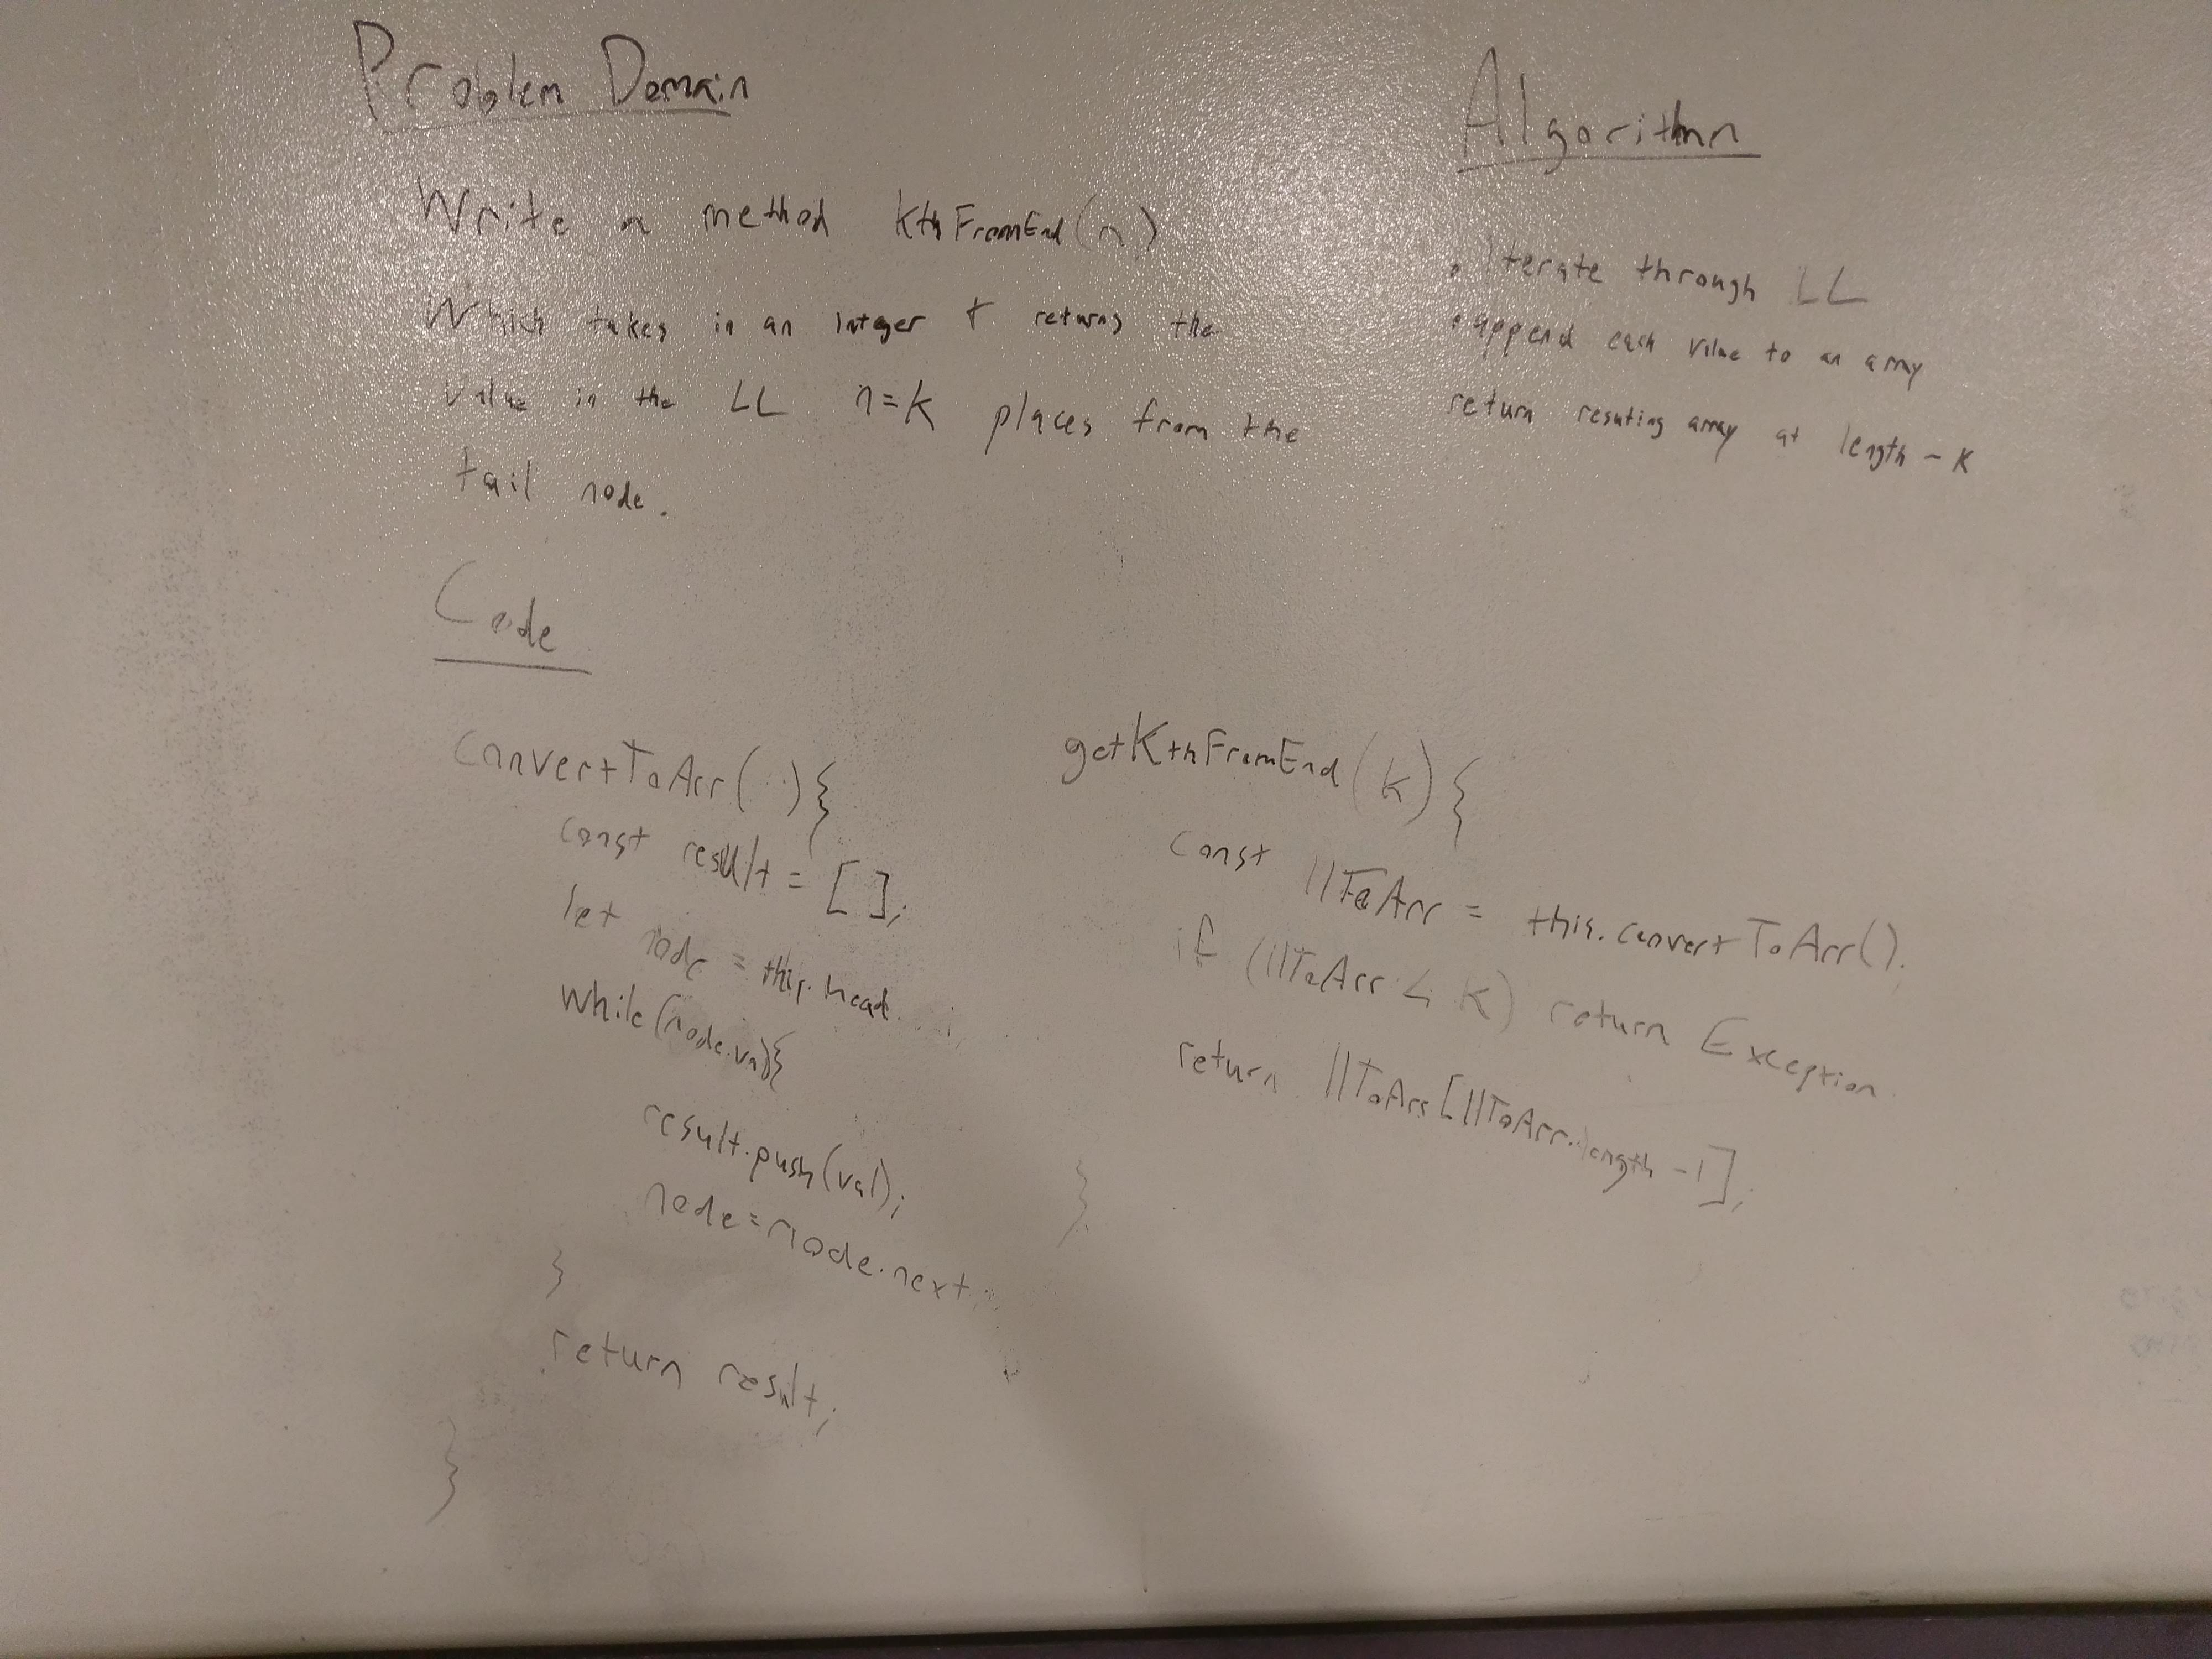 Problem Domain
Write a method KthFromEnd(n)
Which takes in an integer + returns the
value in the LL n=K places from the
tail node.
Algorithm
• Iterate through LL
• append each value to an array
return resuting array at length - K
Code
convertToArr( ){
const result = [ ];
let node = this.head
while(node.val){
result.push(val);
node=node.next;
}
return result;
}
getKthFromEnd(k){
const llToArr = this.convertToArr();
if (llToArr < K) return Exception
return llToArr[llToArr.length -1];
}